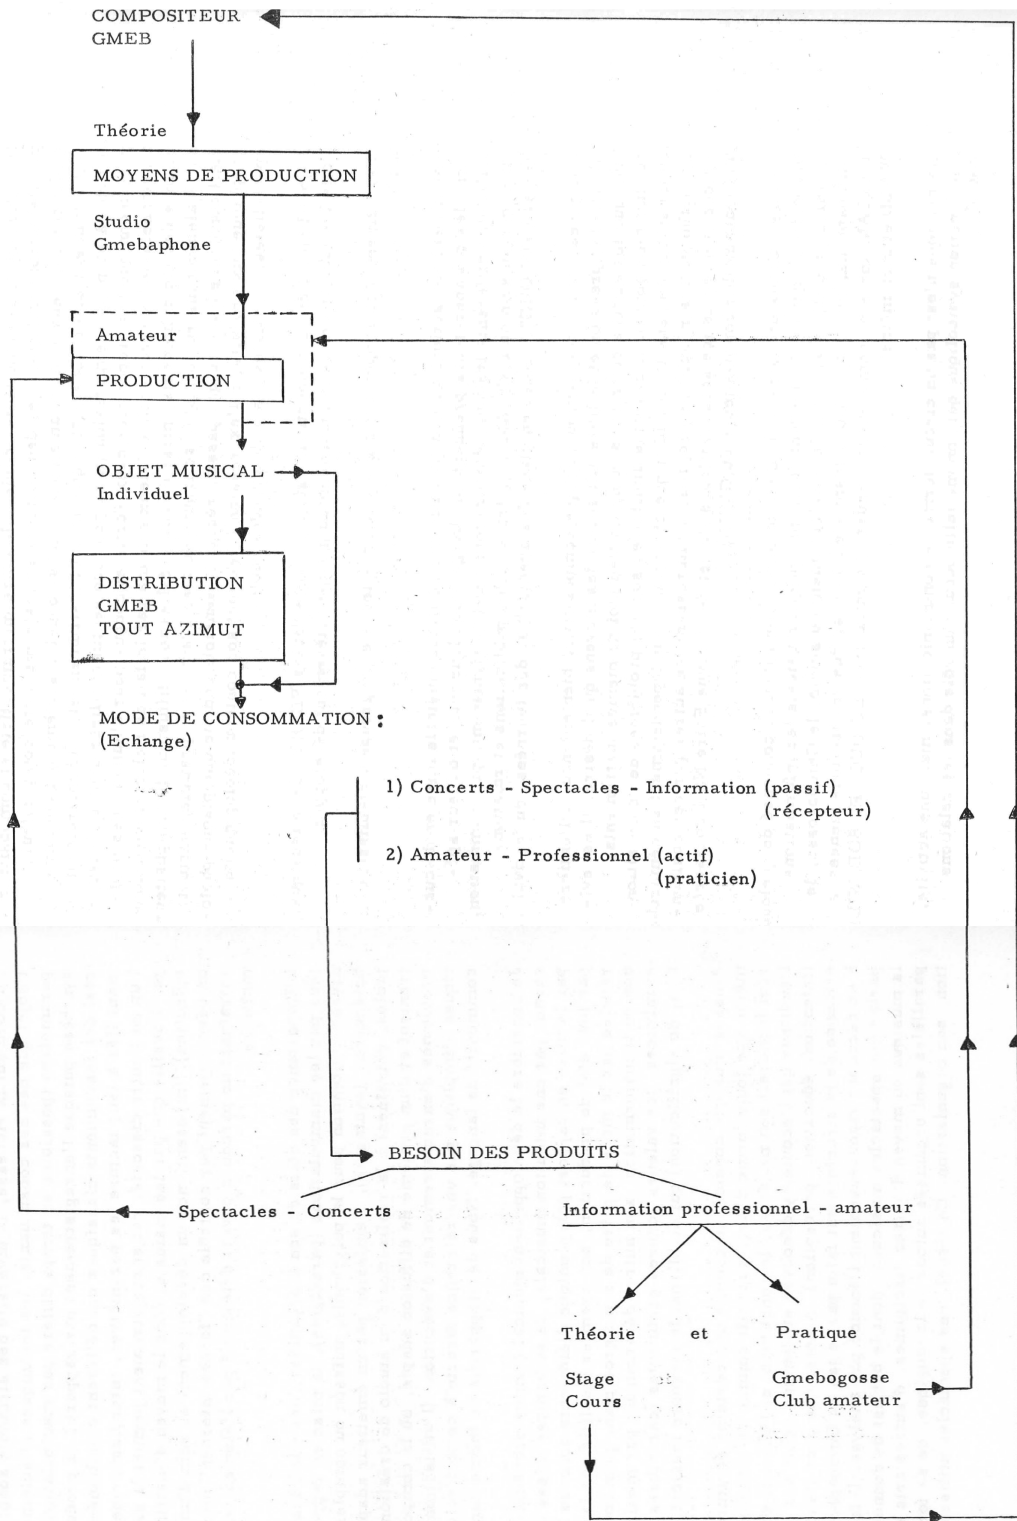 COMPOSITEUR
GMEB
Théorie
MOYENS DE PRODUCTION
Studio
Gmebaphone
Amateur
PRODUCTION
OBJET MUSICAL
Individuel
DISTRIBUTION
GMEB
TOUT AZIMUT
MODE DE CONSOMMATION :
(Echange)
1) Concerts - Spectacles - Information (passif)
(récepteur)
2) Amateur - Professionnel (actif)
(praticien)
BESOIN DES PRODUITS
Spectacles - Concerts
Information professionnel - amateur
Théorie et Pratique
Stage et Gmebogosse
Cours Club amateur